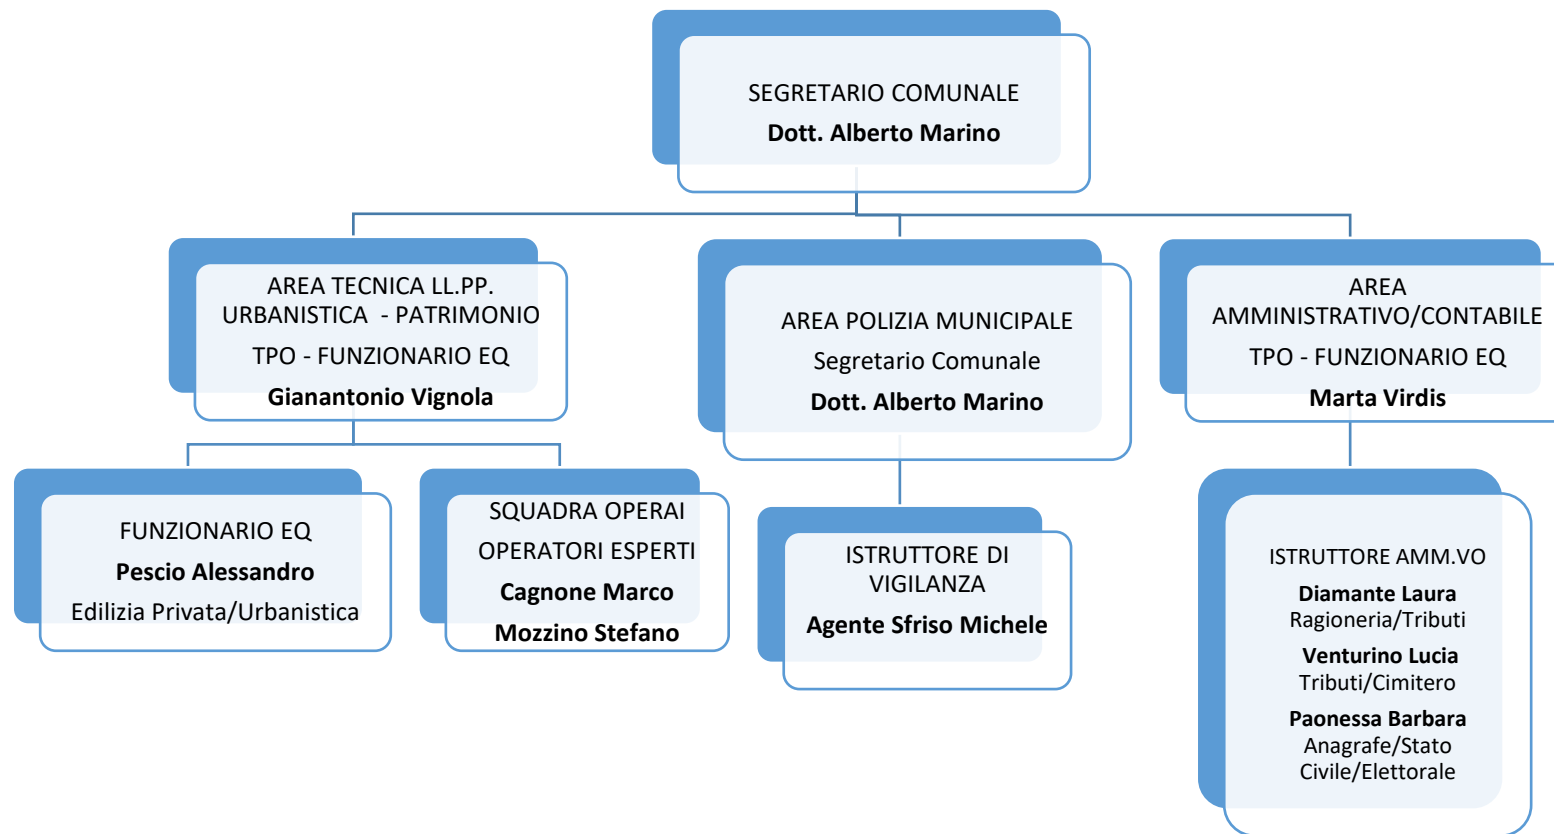 SEGRETARIO COMUNALE
Dott. Alberto Marino
AREA TECNICA LL.PP.
URBANISTICA - PATRIMONIO
TPO - FUNZIONARIO EQ
Gianantonio Vignola
AREA POLIZIA MUNICIPALE
Segretario Comunale
Dott. Alberto Marino
AREA
AMMINISTRATIVO/CONTABILE
TPO - FUNZIONARIO EQ
Marta Virdis
FUNZIONARIO EQ
Pescio Alessandro
Edilizia Privata/Urbanistica
SQUADRA OPERAI
OPERATORI ESPERTI
Cagnone Marco
Mozzino Stefano
ISTRUTTORE DI
VIGILANZA
Agente Sfriso Michele
ISTRUTTORE AMM.VO
Diamante Laura
Ragioneria/Tributi
Venturino Lucia
Tributi/Cimitero
Paonessa Barbara
Anagrafe/Stato
Civile/Elettorale